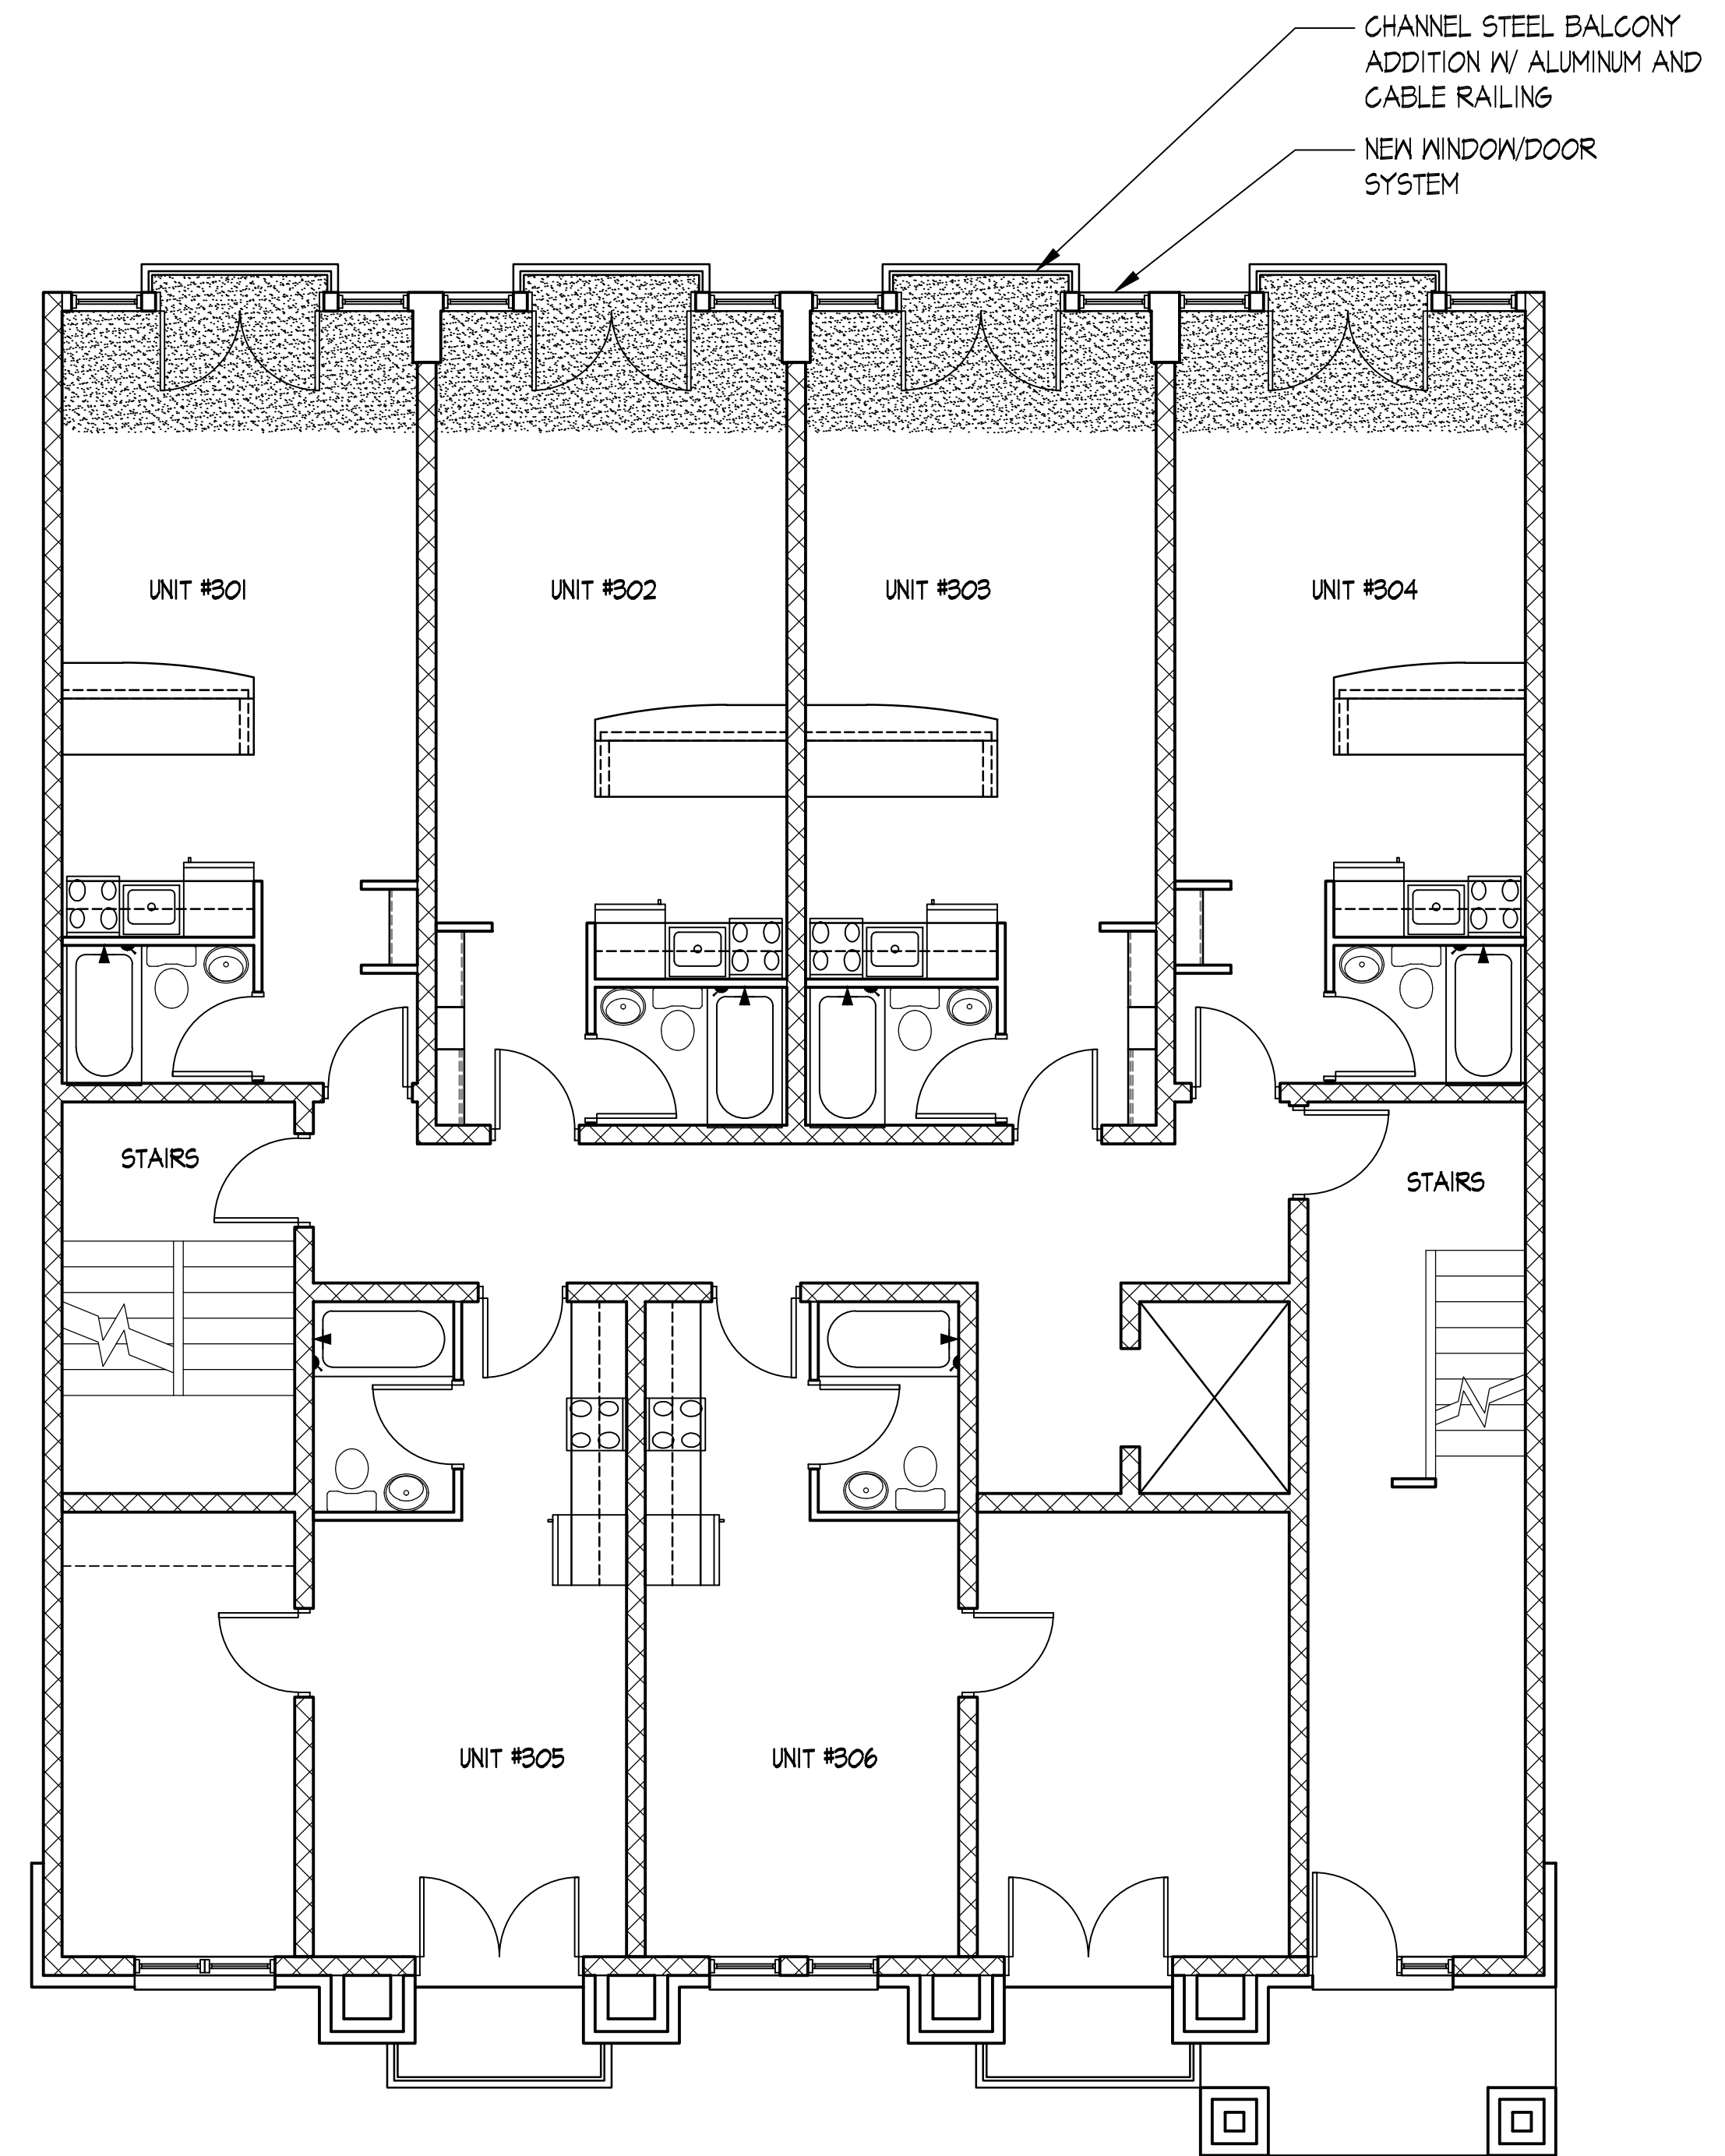 CHANNEL STEEL BALCONY
ADDITION W/ ALUMINUM AND
CABLE RAILING
NEW WINDOW/DOOR
SYSTEM
UNIT #301
UNIT #302
UNIT #303
UNIT #304
STAIRS
STAIRS
UNIT #305
UNIT #306